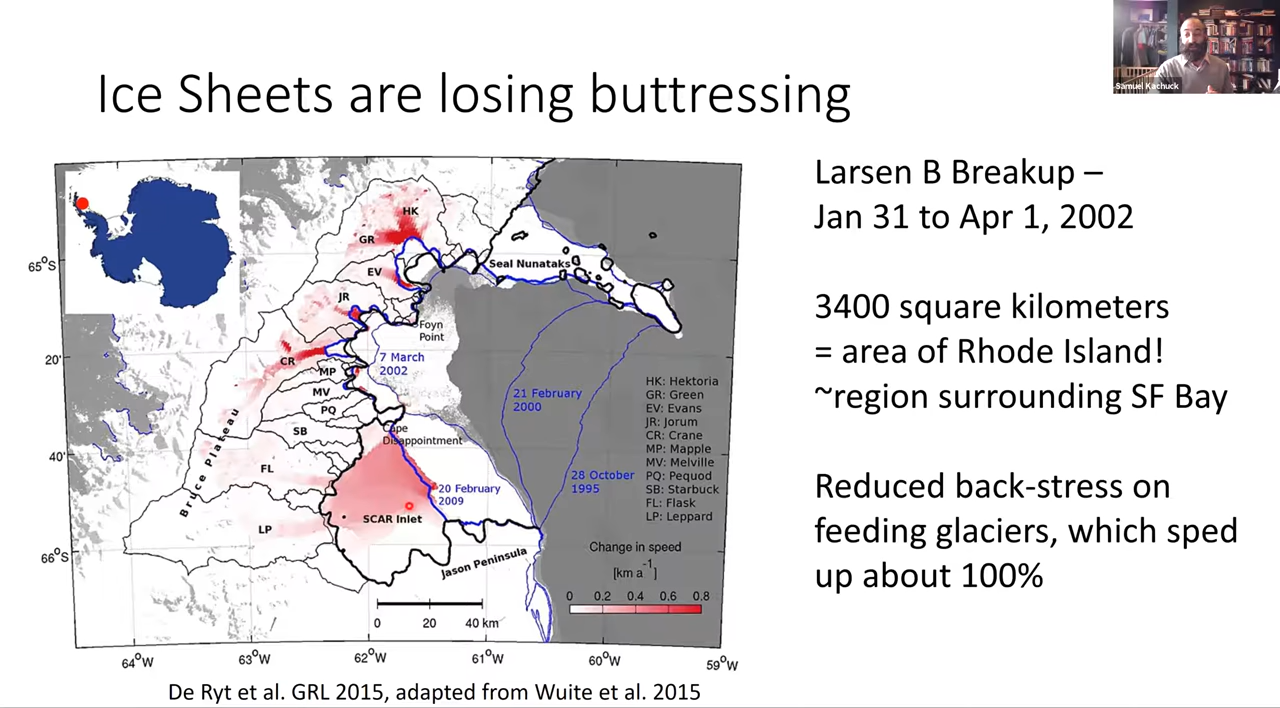 Ice Sheets are losing buttressing
Samuel Kachuck
Larsen B Breakup –
Jan 31 to Apr 1, 2002
3400 square kilometers
= area of Rhode Island!
~region surrounding SF Bay
Reduced back-stress on
feeding glaciers, which sped
up about 100%
HK
GR
EV
JR
CR
MP
MV
PQ
SB
FL
LP
Seal Nunataks
Foyn
Point
7 March
2002
21 February
2000
28 October
1995
Cape
Disappointment
20 February
2009
SCAR Inlet
Jason Peninsula
Bruce Plateau
HK: Hektoria
GR: Green
EV: Evans
JR: Jorum
CR: Crane
MP: Mapple
MV: Melville
PQ: Pequod
SB: Starbuck
FL: Flask
LP: Leppard
Change in speed
[km a⁻¹]
0 0.2 0.4 0.6 0.8
0 20 40 km
65°S
20'
40'
66°S
64°W 63°W 62°W 61°W 60°W 59°W
De Ryt et al. GRL 2015, adapted from Wuite et al. 2015